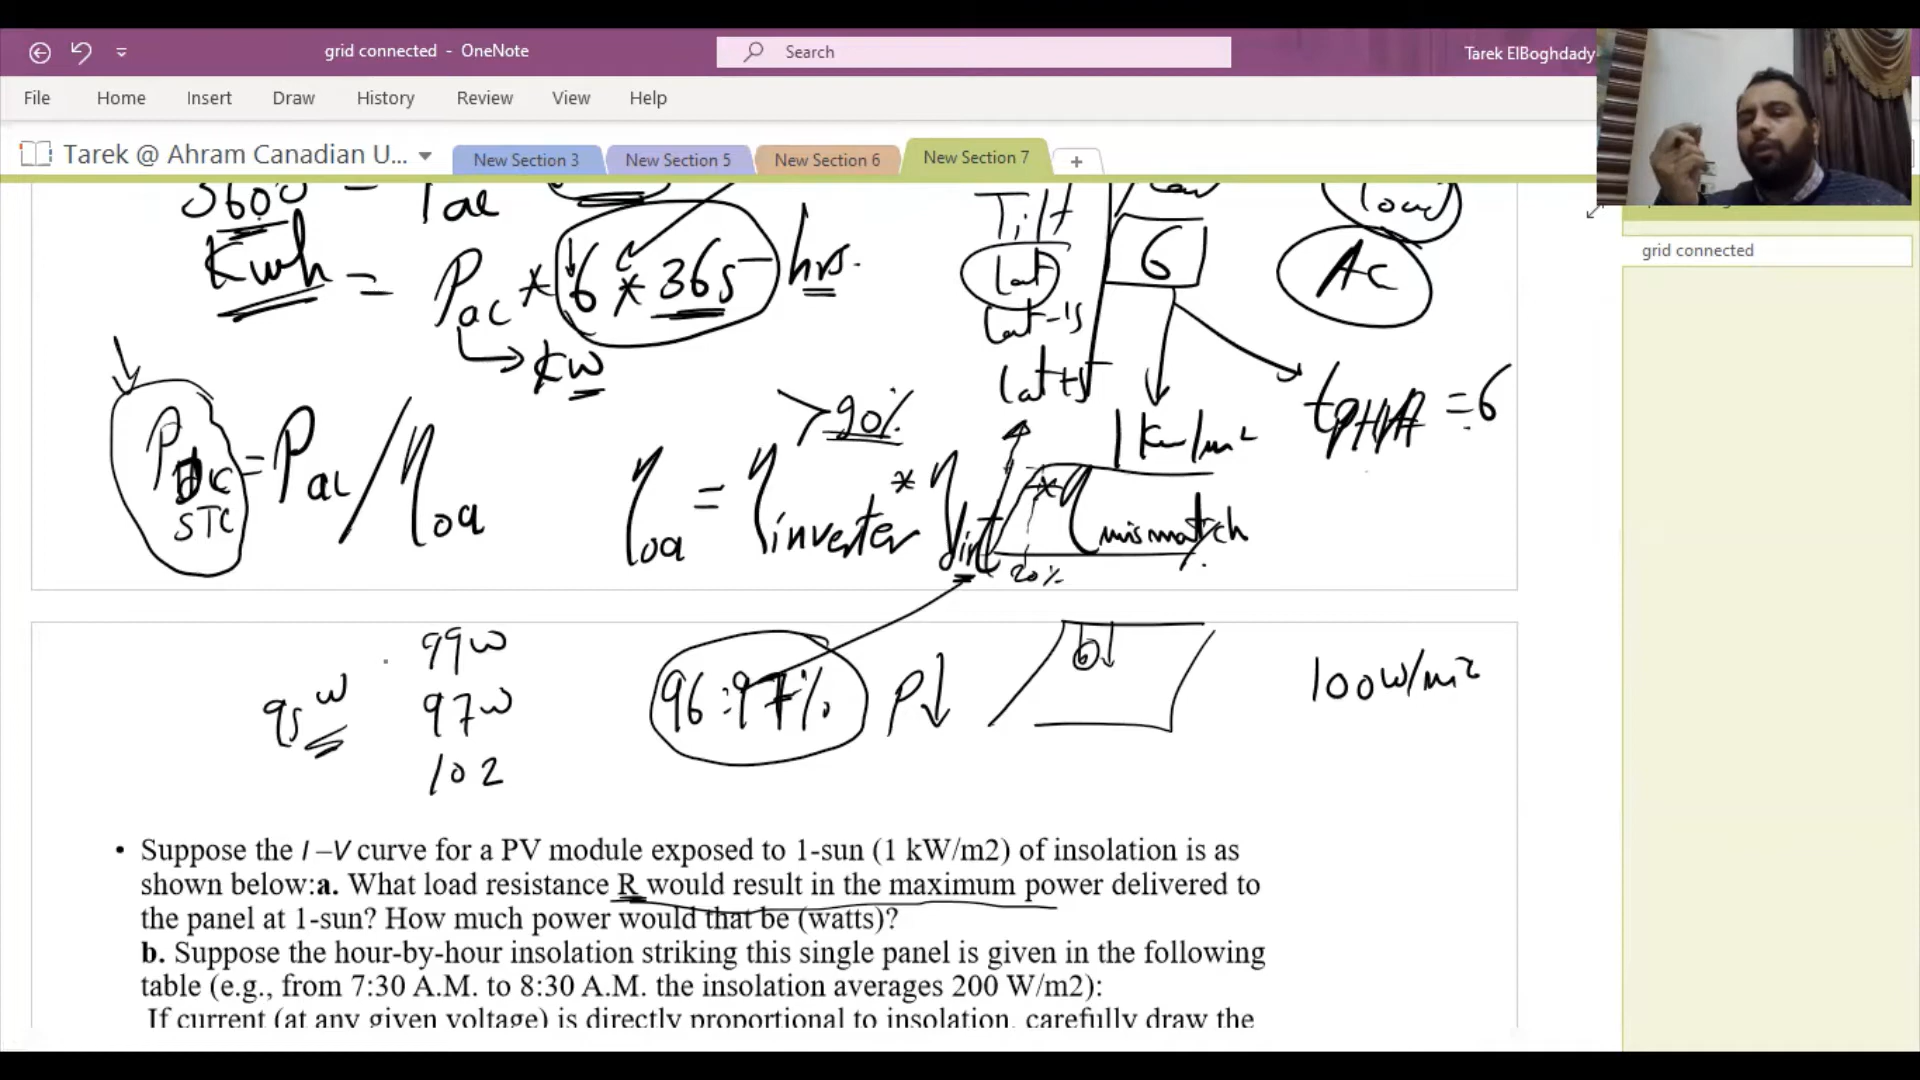 grid connected - OneNote
Search
Tarek ElBoghdady
File Home Insert Draw History Review View Help
Tarek @ Ahram Canadian U...
New Section 3
New Section 5
New Section 6
New Section 7
+
grid connected
3600 = Pac
Kwh = Pac * 6 * 365 hrs.
Kw
Tilt
lat
lat-15
lat+15
6
load
AC
1 Kw/m²
= 6
PDC STC = Pac / ηoa
>90%
ηoa = ηinverter * ηdirt * ηmismatch
20%
99w
95w
97w
102
96:97%
P↓
100w/m²
• Suppose the I –V curve for a PV module exposed to 1-sun (1 kW/m2) of insolation is as
shown below:a. What load resistance R would result in the maximum power delivered to
the panel at 1-sun? How much power would that be (watts)?
b. Suppose the hour-by-hour insolation striking this single panel is given in the following
table (e.g., from 7:30 A.M. to 8:30 A.M. the insolation averages 200 W/m2):
If current (at any given voltage) is directly proportional to insolation, carefully draw the